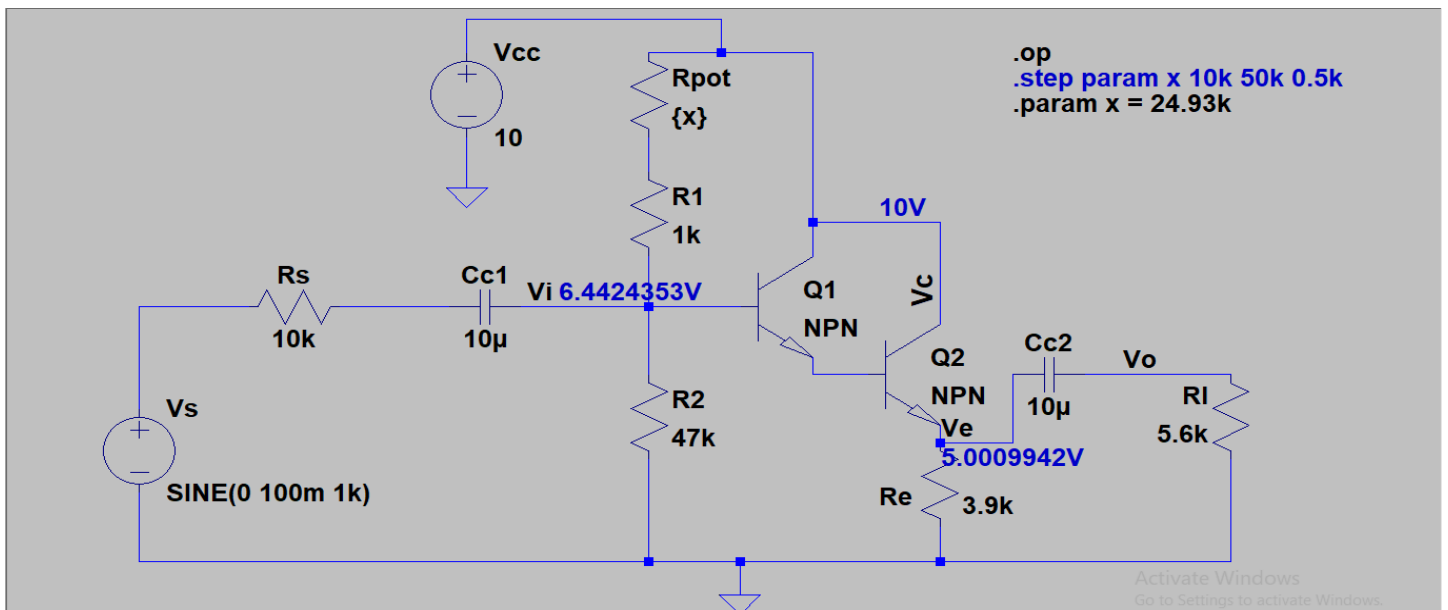 Vcc
10
Rpot
{x}
.op
.step param x 10k 50k 0.5k
.param x = 24.93k
R1
1k
10V
Rs
10k
Cc1
10µ
Vi 6.4424353V
Q1
NPN
Vc
Q2
NPN
Cc2
10µ
Vo
Rl
5.6k
Vs
SINE(0 100m 1k)
R2
47k
Ve
5.0009942V
Re
3.9k
Activate Windows
Go to Settings to activate Windows.